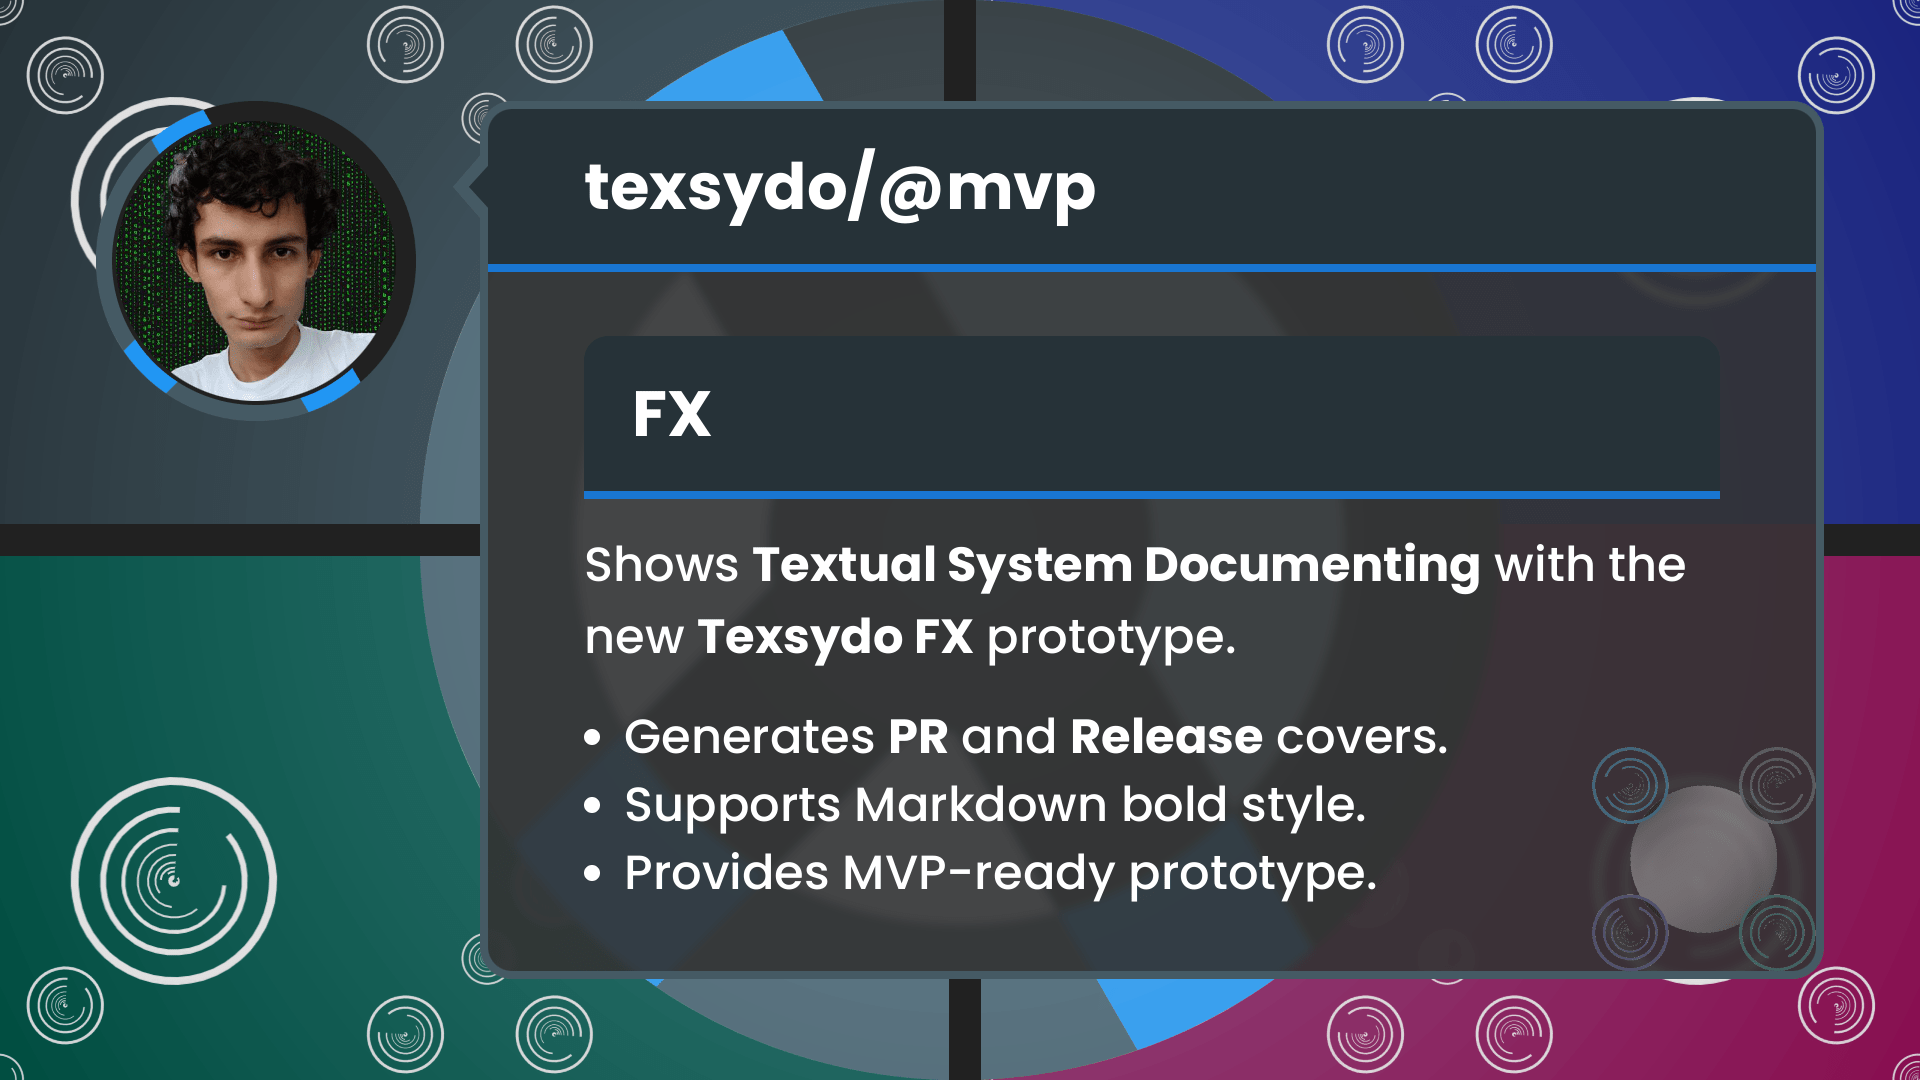 texsydo/@mvp
FX
Shows Textual System Documenting with the
new Texsydo FX prototype.
• Generates PR and Release covers.
• Supports Markdown bold style.
• Provides MVP-ready prototype.